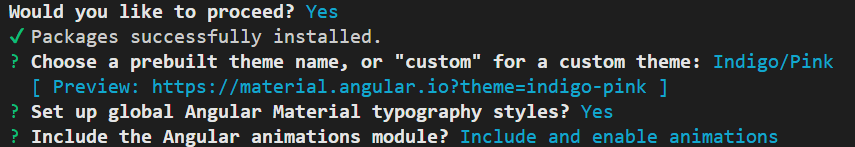 Would you like to proceed? Yes
✓ Packages successfully installed.
? Choose a prebuilt theme name, or "custom" for a custom theme: Indigo/Pink
[ Preview: https://material.angular.io?theme=indigo-pink ]
? Set up global Angular Material typography styles? Yes
? Include the Angular animations module? Include and enable animations